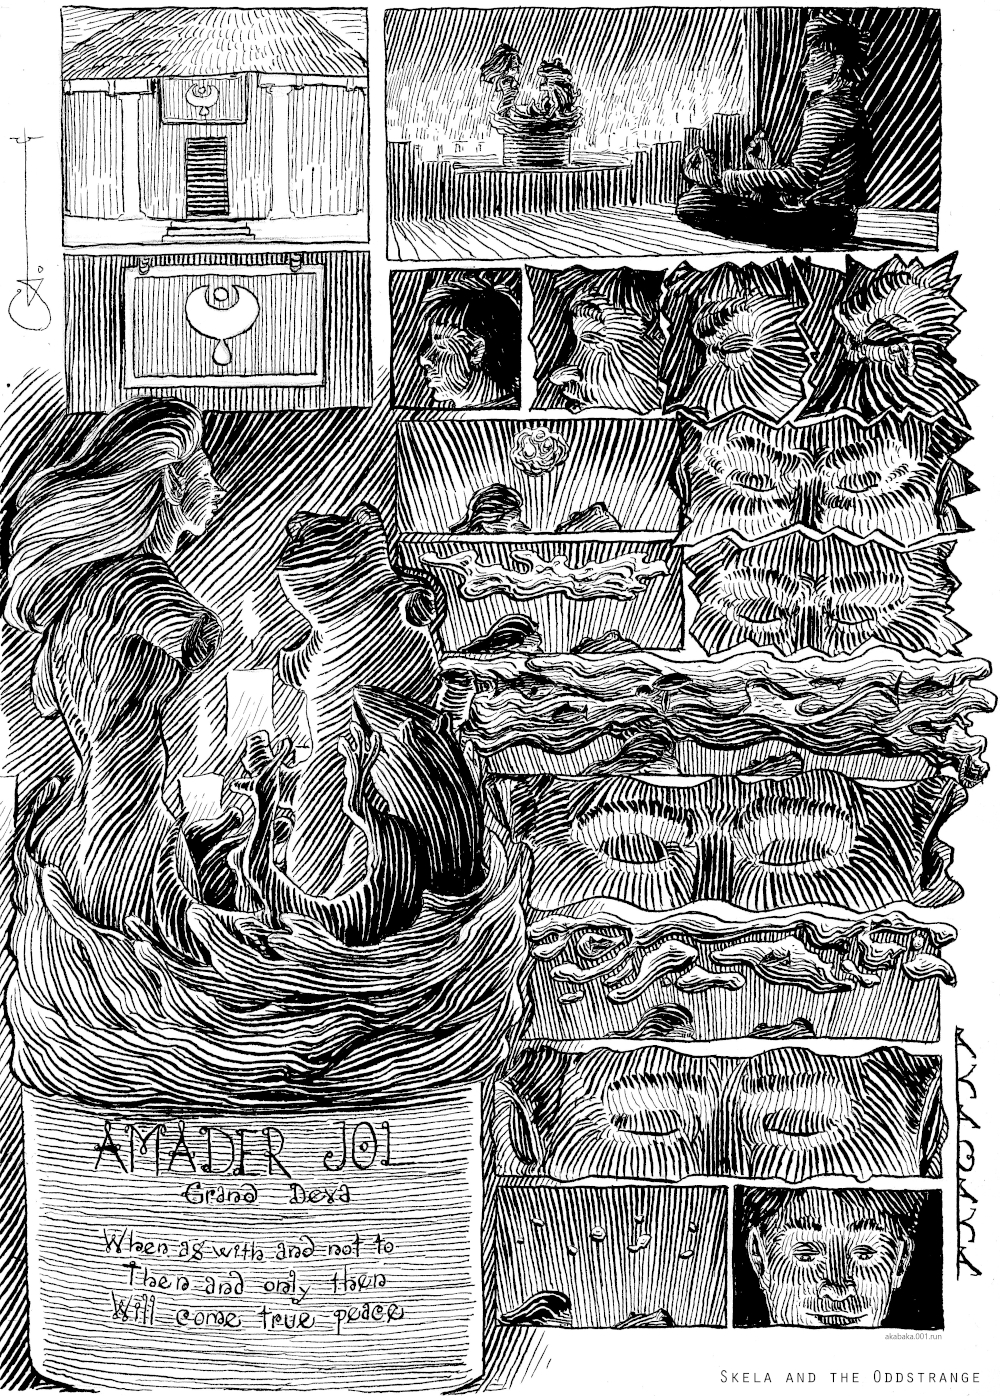 AMADER JOL
Grand Deva
When as with and not to
Then and only then
Will come true peace
akabaka.001.run
SKELA AND THE ODDSTRANGE